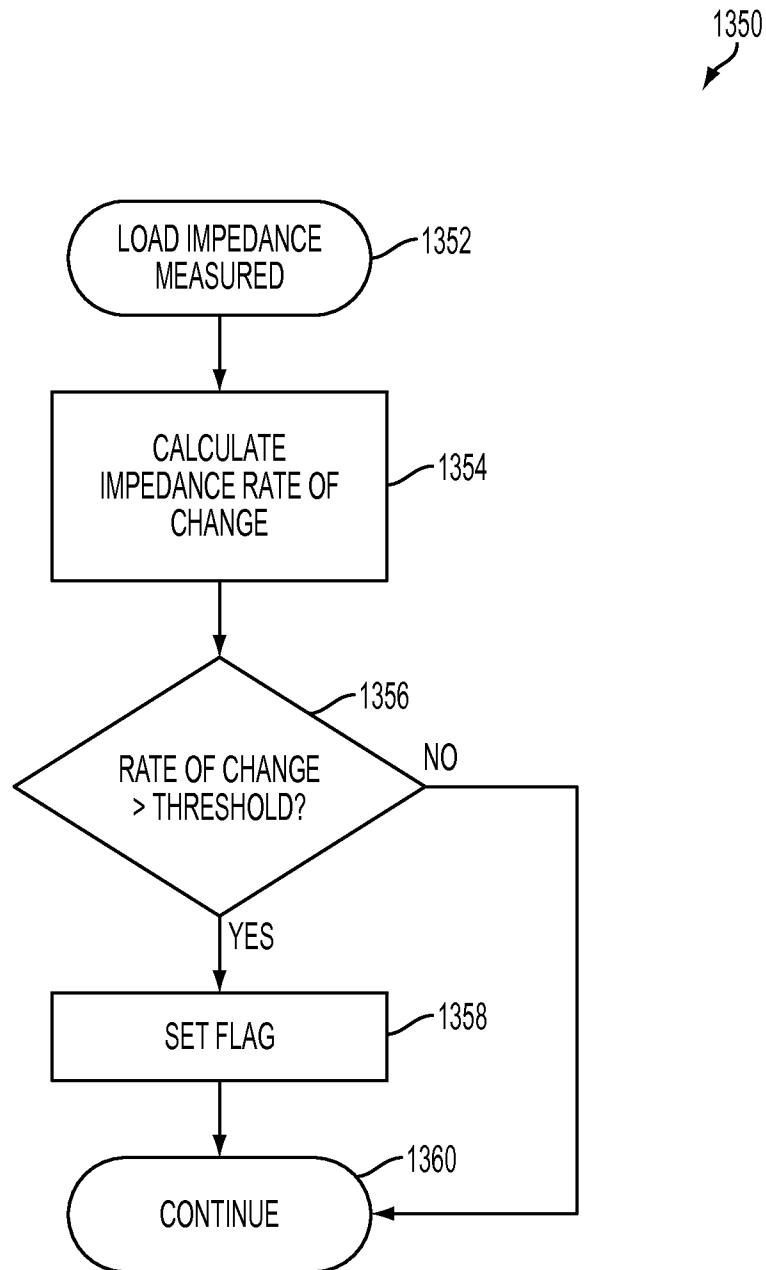 1350
LOAD IMPEDANCE
MEASURED
1352
CALCULATE
IMPEDANCE RATE OF
CHANGE
1354
1356
RATE OF CHANGE
> THRESHOLD?
NO
YES
SET FLAG
1358
1360
CONTINUE